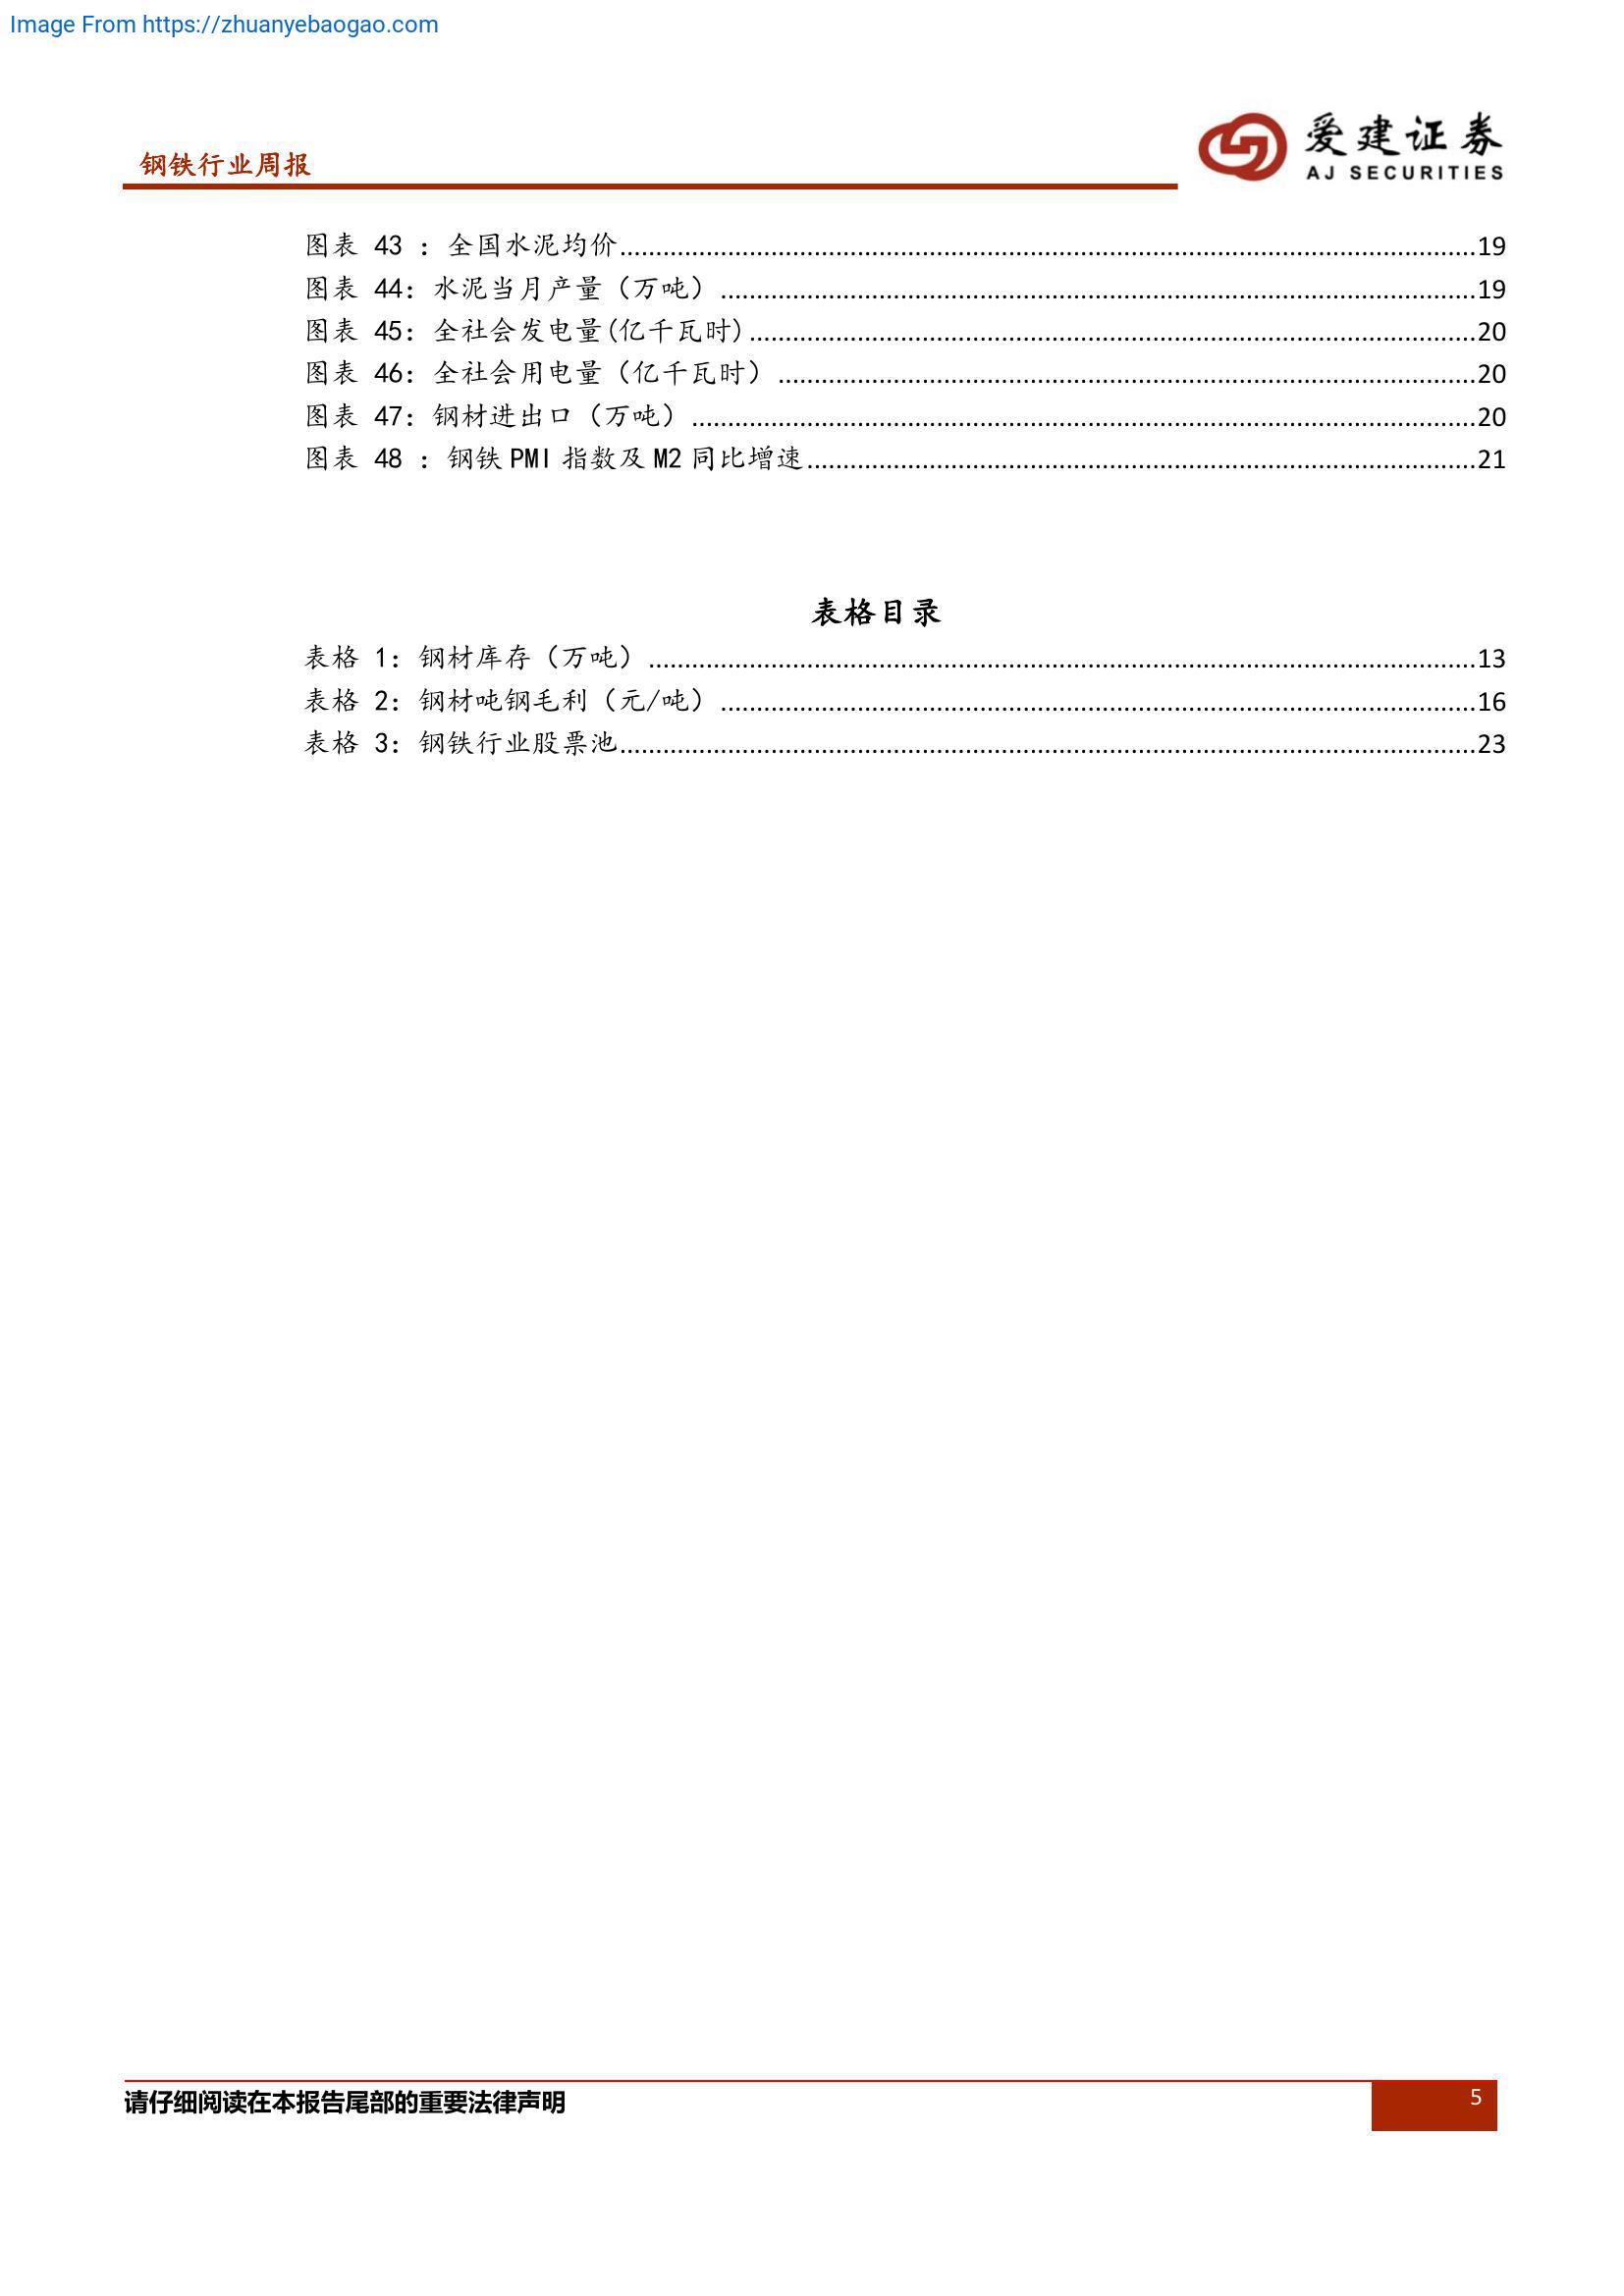 Image From https://zhuanyebaogao.com
爱建证券
AJ SECURITIES
钢铁行业周报
图表 43 :全国水泥均价........................19
图表 44:水泥当月产量（万吨）........................19
图表 45:全社会发电量(亿千瓦时)........................20
图表 46:全社会用电量（亿千瓦时）........................20
图表 47:钢材进出口（万吨）........................20
图表 48 :钢铁 PMI 指数及 M2 同比增速........................21
表格目录
表格 1:钢材库存（万吨）........................13
表格 2:钢材吨钢毛利（元/吨）........................16
表格 3:钢铁行业股票池........................23
请仔细阅读在本报告尾部的重要法律声明
5